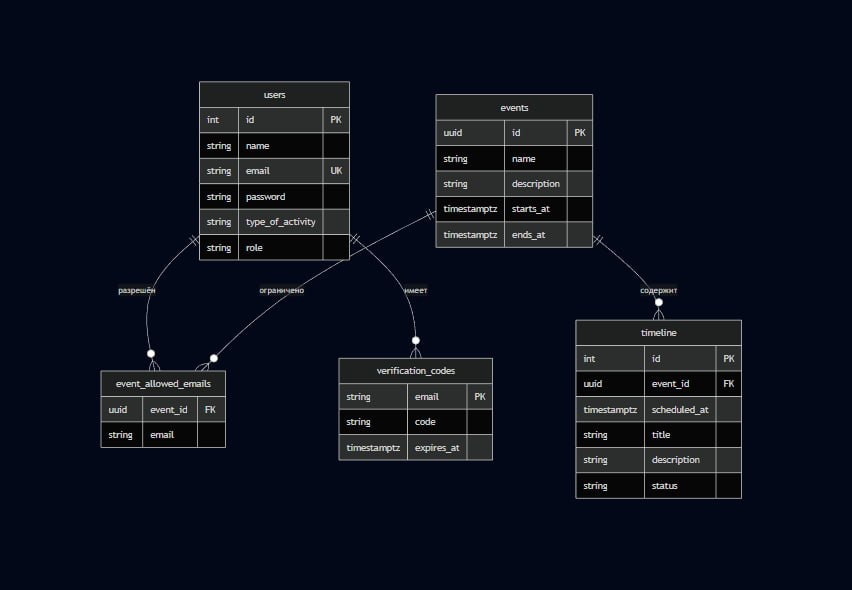 users
int id PK
string name
string email UK
string password
string type_of_activity
string role
events
uuid id PK
string name
string description
timestamptz starts_at
timestamptz ends_at
разрешён
ограничено
имеет
содержит
event_allowed_emails
uuid event_id FK
string email
verification_codes
string email PK
string code
timestamptz expires_at
timeline
int id PK
uuid event_id FK
timestamptz scheduled_at
string title
string description
string status